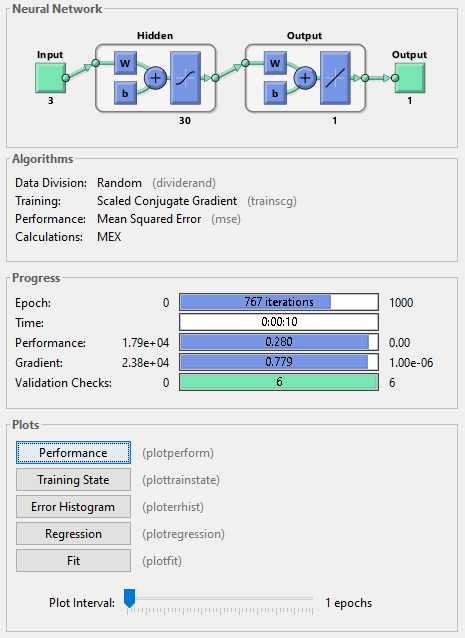 Neural Network
Hidden Output
Input Output
W b + W b +
3 30 1 1
Algorithms
Data Division: Random (dividerand)
Training: Scaled Conjugate Gradient (trainscg)
Performance: Mean Squared Error (mse)
Calculations: MEX
Progress
Epoch: 0 767 iterations 1000
Time: 0:00:10
Performance: 1.79e+04 0.280 0.00
Gradient: 2.38e+04 0.779 1.00e-06
Validation Checks: 0 6 6
Plots
Performance (plotperform)
Training State (plottrainstate)
Error Histogram (ploterrhist)
Regression (plotregression)
Fit (plotfit)
Plot Interval: 1 epochs